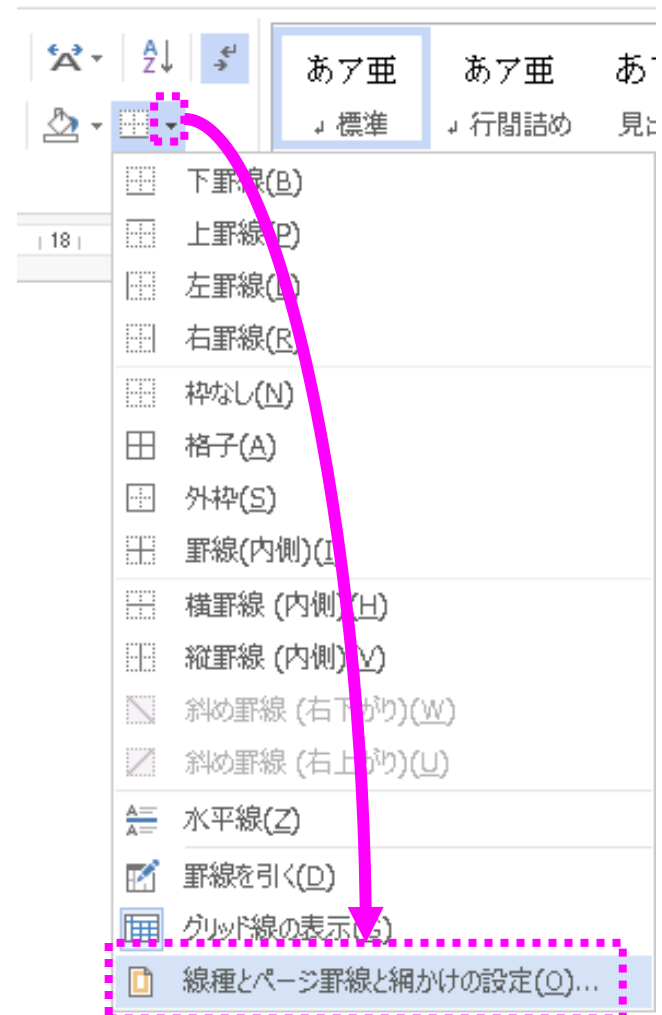 A
Z
あア亜
あア亜
↲ 標準
↲ 行間詰め
18
下罫線(B)
上罫線(P)
左罫線(L)
右罫線(R)
枠なし(N)
格子(A)
外枠(S)
罫線(内側)(I)
横罫線 (内側)(H)
縦罫線 (内側)(V)
斜め罫線 (右下がり)(W)
斜め罫線 (右上がり)(U)
水平線(Z)
罫線を引く(D)
グリッド線の表示(G)
線種とページ罫線と網かけの設定(O)...